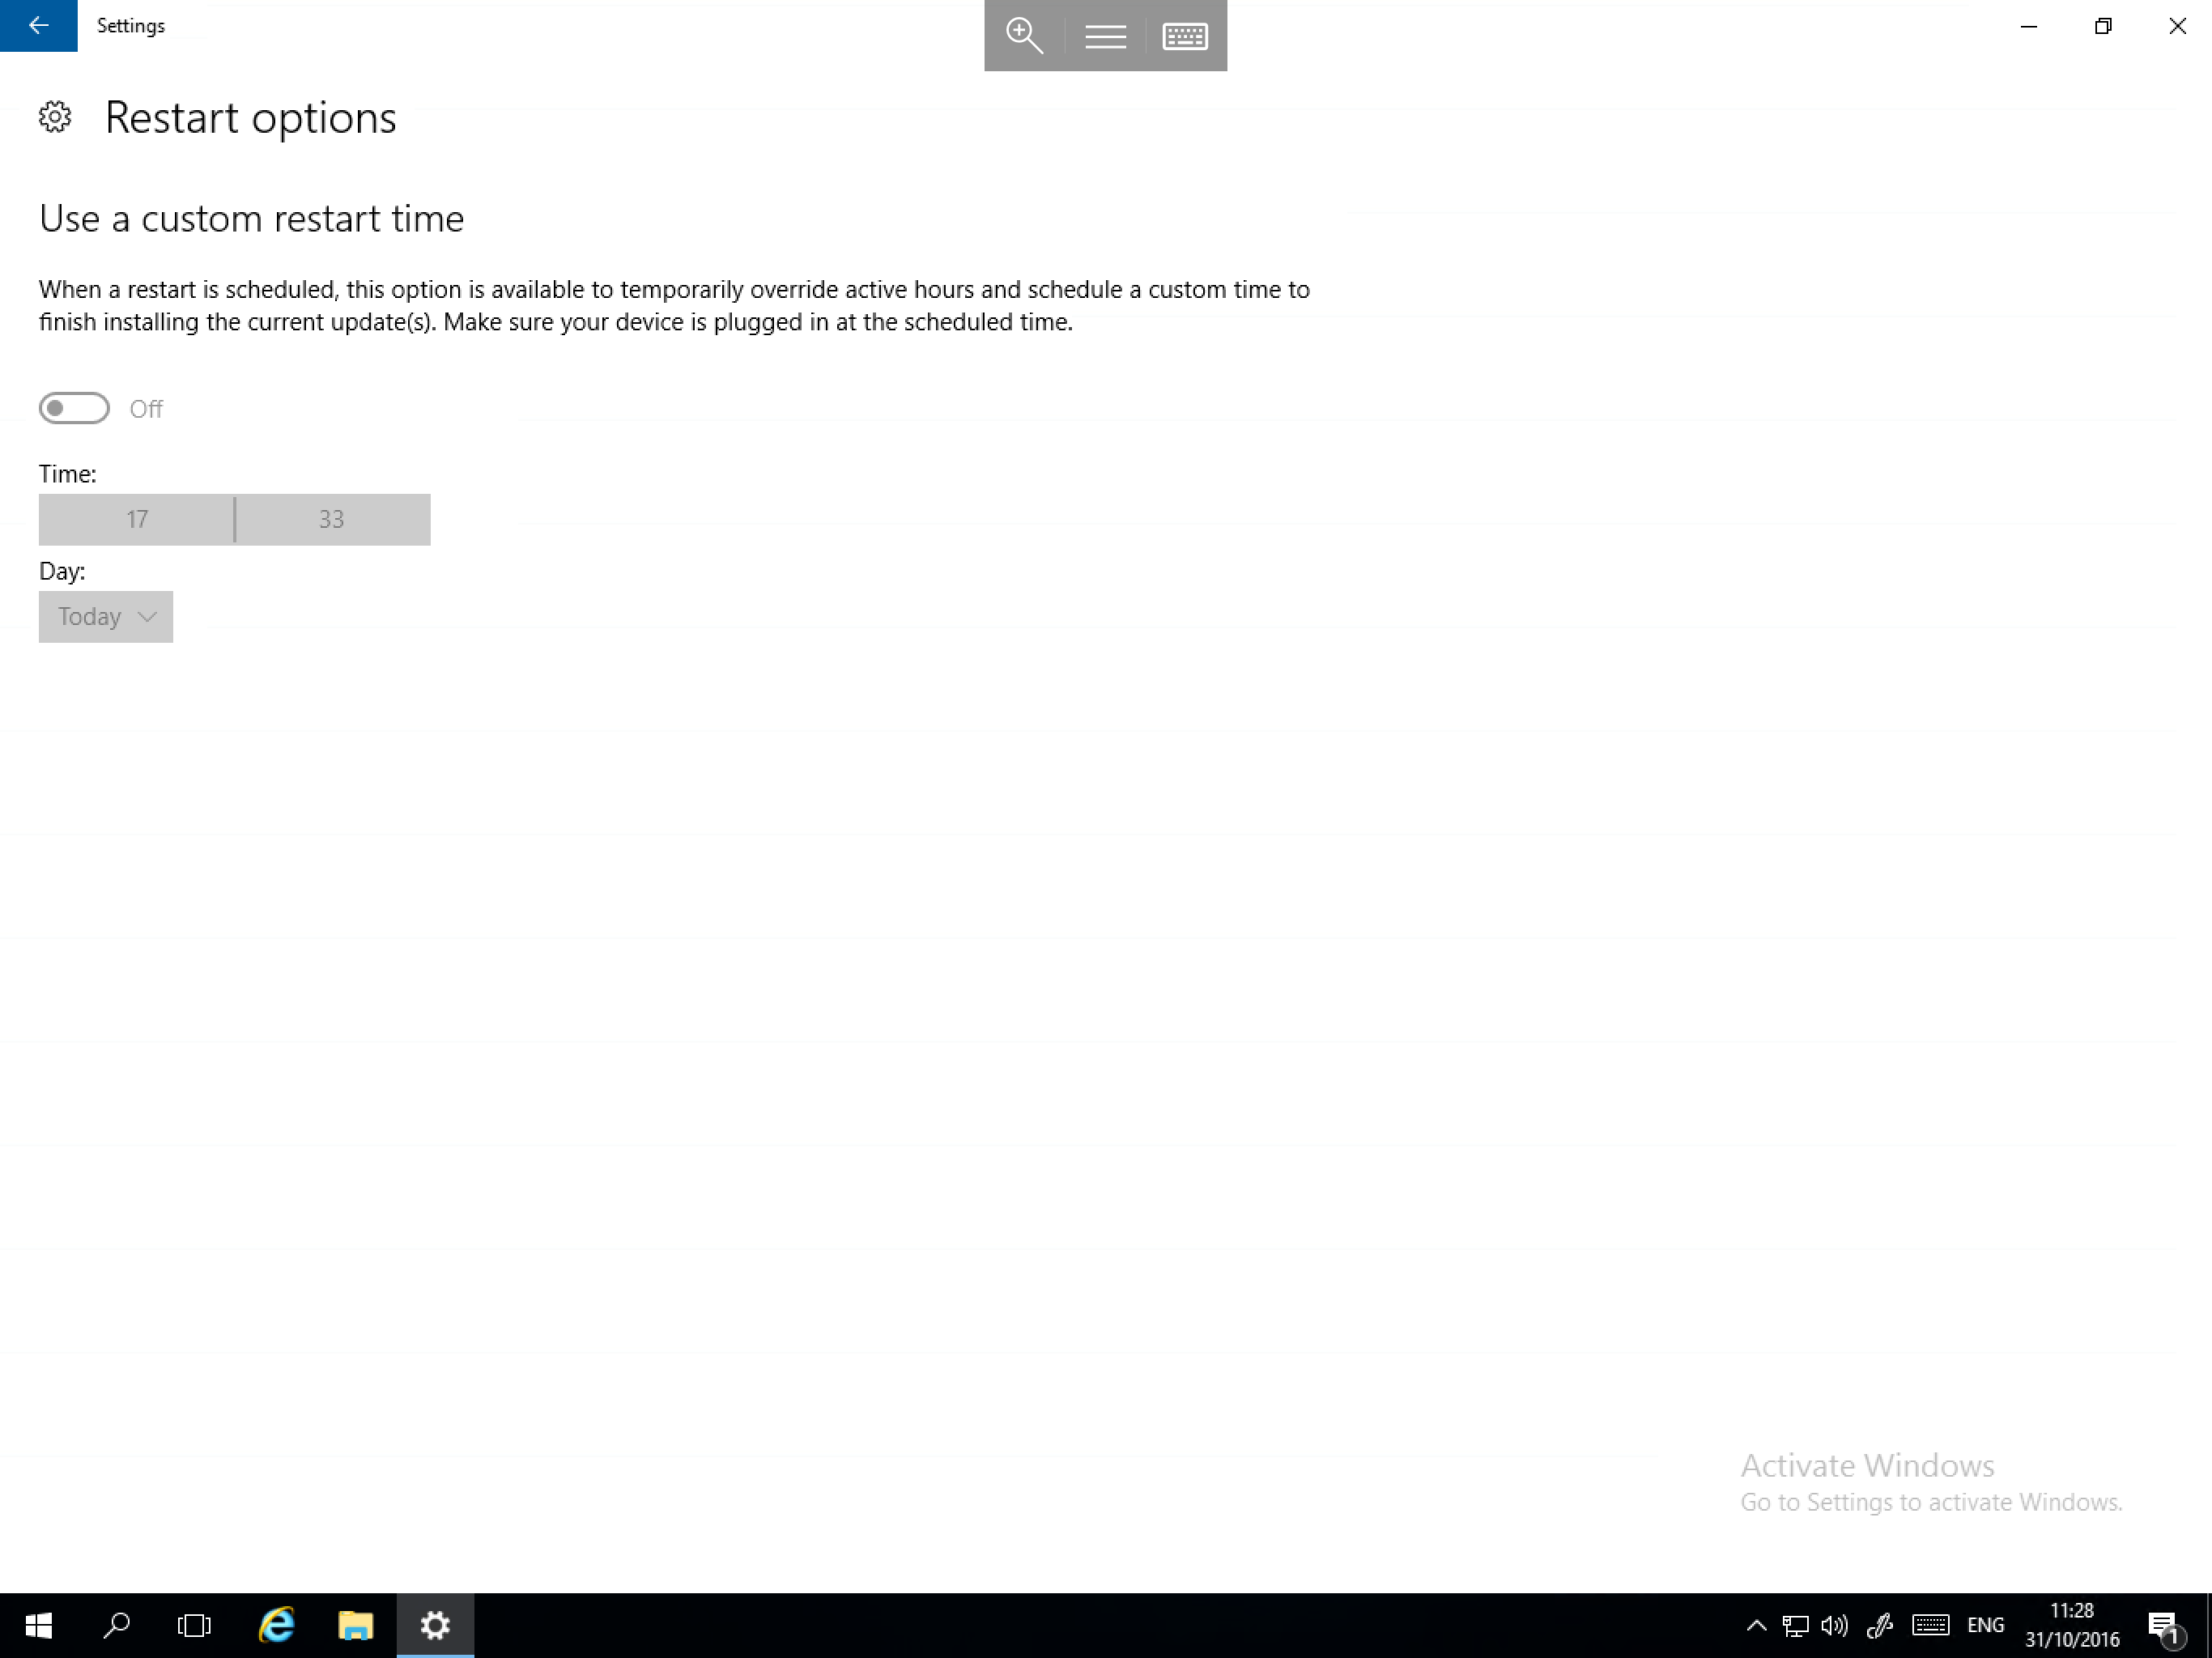 Settings
Restart options
Use a custom restart time
When a restart is scheduled, this option is available to temporarily override active hours and schedule a custom time to
finish installing the current update(s). Make sure your device is plugged in at the scheduled time.
Off
Time:
17 33
Day:
Today
Activate Windows
Go to Settings to activate Windows.
ENG
11:28
31/10/2016
1